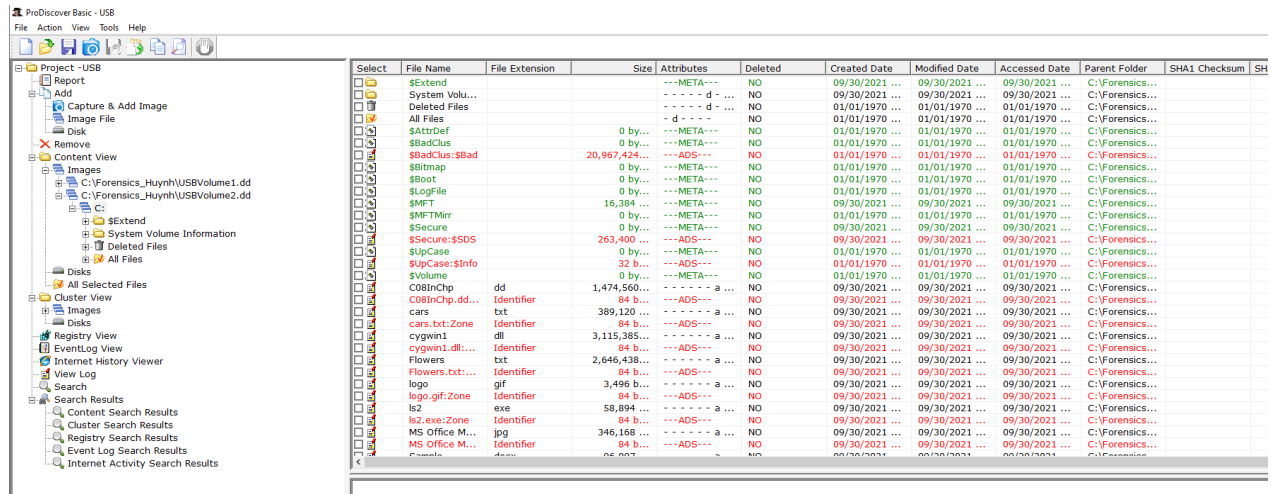 ProDiscover Basic - USB
File Action View Tools Help
Project -USB
Report
Add
Capture & Add Image
Image File
Disk
Remove
Content View
Images
C:\Forensics_Huynh\USBVolume1.dd
C:\Forensics_Huynh\USBVolume2.dd
C:
$Extend
System Volume Information
Deleted Files
All Files
Disks
All Selected Files
Cluster View
Images
Disks
Registry View
EventLog View
Internet History Viewer
View Log
Search
Search Results
Content Search Results
Cluster Search Results
Registry Search Results
Event Log Search Results
Internet Activity Search Results
Select File Name File Extension Size Attributes Deleted Created Date Modified Date Accessed Date Parent Folder SHA1 Checksum SH
$Extend ---META--- NO 09/30/2021 ... 09/30/2021 ... 09/30/2021 ... C:\Forensics...
System Volu... - - - - - d - ... NO 09/30/2021 ... 09/30/2021 ... 09/30/2021 ... C:\Forensics...
Deleted Files - - - - - d - ... NO 01/01/1970 ... 01/01/1970 ... 01/01/1970 ... C:\Forensics...
All Files - d - - - - NO 01/01/1970 ... 01/01/1970 ... 01/01/1970 ... C:\Forensics...
$AttrDef 0 by... ---META--- NO 01/01/1970 ... 01/01/1970 ... 01/01/1970 ... C:\Forensics...
$BadClus 0 by... ---META--- NO 01/01/1970 ... 01/01/1970 ... 01/01/1970 ... C:\Forensics...
$BadClus:$Bad 20,967,424... ---ADS--- NO 01/01/1970 ... 01/01/1970 ... 01/01/1970 ... C:\Forensics...
$Bitmap 0 by... ---META--- NO 01/01/1970 ... 01/01/1970 ... 01/01/1970 ... C:\Forensics...
$Boot 0 by... ---META--- NO 01/01/1970 ... 01/01/1970 ... 01/01/1970 ... C:\Forensics...
$LogFile 0 by... ---META--- NO 01/01/1970 ... 01/01/1970 ... 01/01/1970 ... C:\Forensics...
$MFT 16,384 ... ---META--- NO 09/30/2021 ... 09/30/2021 ... 09/30/2021 ... C:\Forensics...
$MFTMirr 0 by... ---META--- NO 01/01/1970 ... 01/01/1970 ... 01/01/1970 ... C:\Forensics...
$Secure 0 by... ---META--- NO 09/30/2021 ... 09/30/2021 ... 09/30/2021 ... C:\Forensics...
$Secure:$SDS 263,400 ... ---ADS--- NO 09/30/2021 ... 09/30/2021 ... 09/30/2021 ... C:\Forensics...
$UpCase 0 by... ---META--- NO 01/01/1970 ... 01/01/1970 ... 01/01/1970 ... C:\Forensics...
$UpCase:$Info 32 b... ---ADS--- NO 01/01/1970 ... 01/01/1970 ... 01/01/1970 ... C:\Forensics...
$Volume 0 by... ---META--- NO 01/01/1970 ... 01/01/1970 ... 01/01/1970 ... C:\Forensics...
C08InChp dd 1,474,560... - - - - - - a ... NO 09/30/2021 ... 09/30/2021 ... 09/30/2021 ... C:\Forensics...
C08InChp.dd... Identifier 84 b... ---ADS--- NO 09/30/2021 ... 09/30/2021 ... 09/30/2021 ... C:\Forensics...
cars txt 389,120 ... - - - - - - a ... NO 09/30/2021 ... 09/30/2021 ... 09/30/2021 ... C:\Forensics...
cars.txt:Zone Identifier 84 b... ---ADS--- NO 09/30/2021 ... 09/30/2021 ... 09/30/2021 ... C:\Forensics...
cygwin1 dll 3,115,385... - - - - - - a ... NO 09/30/2021 ... 09/30/2021 ... 09/30/2021 ... C:\Forensics...
cygwin1.dll:... Identifier 84 b... ---ADS--- NO 09/30/2021 ... 09/30/2021 ... 09/30/2021 ... C:\Forensics...
Flowers txt 2,646,438... - - - - - - a ... NO 09/30/2021 ... 09/30/2021 ... 09/30/2021 ... C:\Forensics...
Flowers.txt:... Identifier 84 b... ---ADS--- NO 09/30/2021 ... 09/30/2021 ... 09/30/2021 ... C:\Forensics...
logo gif 3,496 b... - - - - - - a ... NO 09/30/2021 ... 09/30/2021 ... 09/30/2021 ... C:\Forensics...
logo.gif:Zone Identifier 84 b... ---ADS--- NO 09/30/2021 ... 09/30/2021 ... 09/30/2021 ... C:\Forensics...
ls2 exe 58,894 ... - - - - - - a ... NO 09/30/2021 ... 09/30/2021 ... 09/30/2021 ... C:\Forensics...
ls2.exe:Zone Identifier 84 b... ---ADS--- NO 09/30/2021 ... 09/30/2021 ... 09/30/2021 ... C:\Forensics...
MS Office M... jpg 346,168 ... - - - - - - a ... NO 09/30/2021 ... 09/30/2021 ... 09/30/2021 ... C:\Forensics...
MS Office M... Identifier 84 b... ---ADS--- NO 09/30/2021 ... 09/30/2021 ... 09/30/2021 ... C:\Forensics...